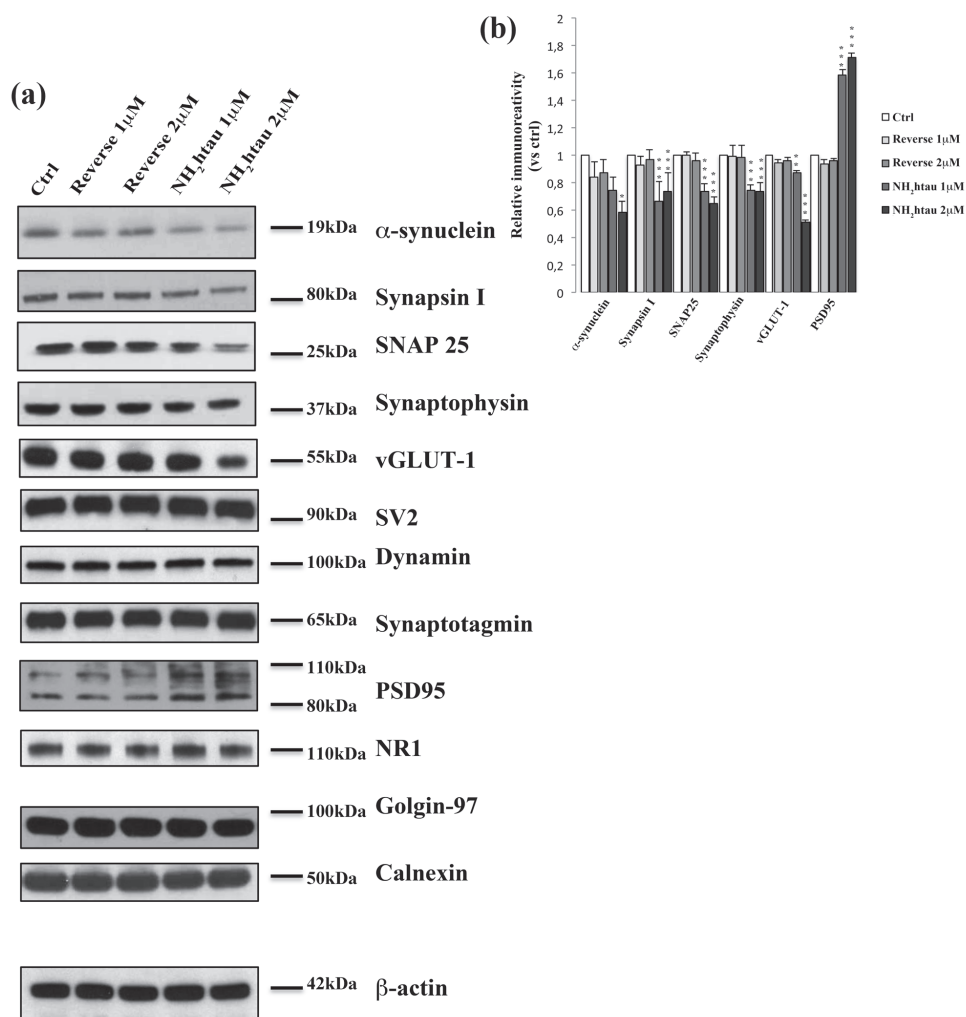 (a)
Ctrl
Reverse 1μM
Reverse 2μM
NH2htau 1μM
NH2htau 2μM
19kDa α-synuclein
80kDa Synapsin I
25kDa SNAP 25
37kDa Synaptophysin
55kDa vGLUT-1
90kDa SV2
100kDa Dynamin
65kDa Synaptotagmin
110kDa
PSD95
80kDa
110kDa NR1
100kDa Golgin-97
50kDa Calnexin
42kDa β-actin
(b)
Relative immunoreativity
(vs ctrl)
2
1,8
1,6
1,4
1,2
1
0,8
0,6
0,4
0,2
0
α-synuclein
Synapsin I
SNAP25
Synaptophysin
vGLUT-1
PSD95
*
***
***
***
***
***
***
**
***
***
***
Ctrl
Reverse 1μM
Reverse 2μM
NH2htau 1μM
NH2htau 2μM